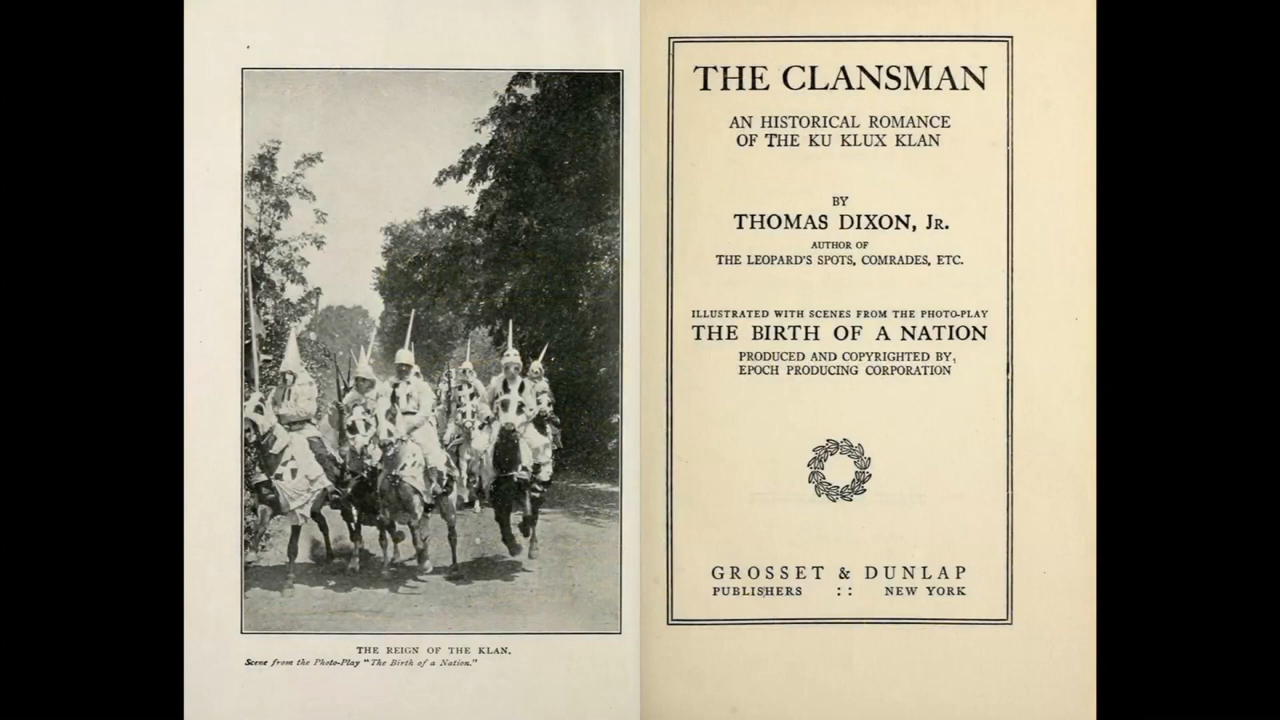 THE REIGN OF THE KLAN.
Scene from the Photo-Play "The Birth of a Nation."
THE CLANSMAN
AN HISTORICAL ROMANCE
OF THE KU KLUX KLAN
BY
THOMAS DIXON, JR.
AUTHOR OF
THE LEOPARD'S SPOTS, COMRADES, ETC.
ILLUSTRATED WITH SCENES FROM THE PHOTO-PLAY
THE BIRTH OF A NATION
PRODUCED AND COPYRIGHTED BY,
EPOCH PRODUCING CORPORATION
GROSSET & DUNLAP
PUBLISHERS :: NEW YORK